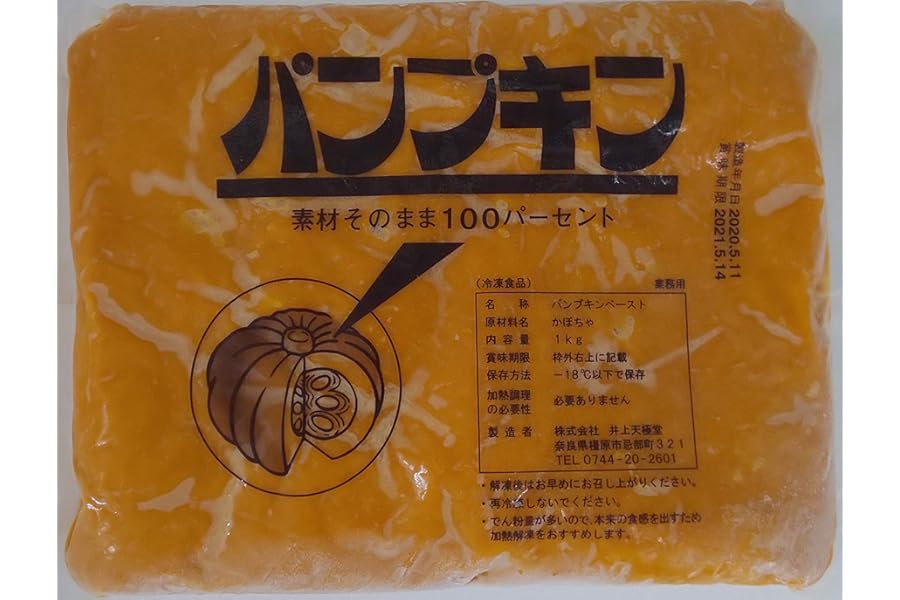 パンプキン
素材そのまま100パーセント
製造年月日 2020.5.11
賞味期限 2021.5.14
(冷凍食品) 業務用
名称 パンプキンペースト
原材料名 かぼちゃ
内容量 1kg
賞味期限 枠外右上に記載
保存方法 −18℃以下で保存
加熱調理の必要性 必要ありません
製造者 株式会社 井上天極堂
奈良県橿原市忌部町321
TEL 0744-20-2601
・解凍後はお早めにお召し上がりください。
・再冷凍しないでください。
・でん粉量が多いので、本来の食感を出すため
加熱解凍をおすすめします。